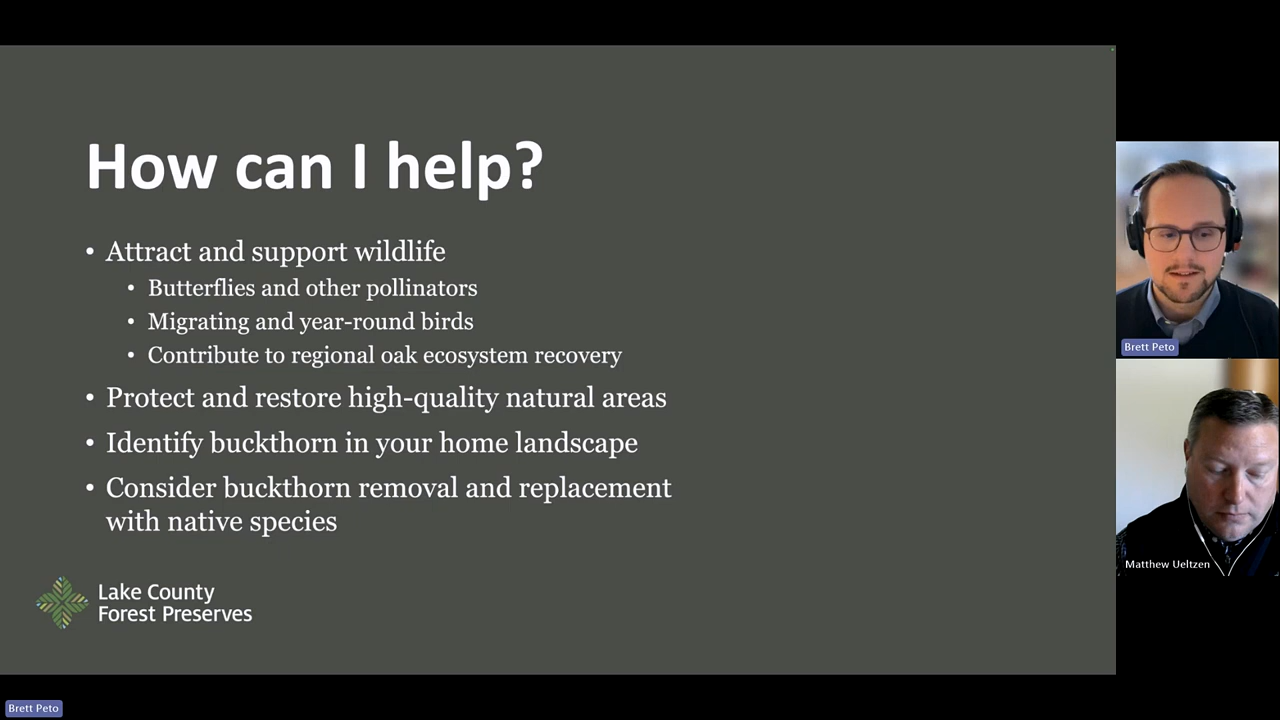 How can I help?
• Attract and support wildlife
• Butterflies and other pollinators
• Migrating and year-round birds
• Contribute to regional oak ecosystem recovery
• Protect and restore high-quality natural areas
• Identify buckthorn in your home landscape
• Consider buckthorn removal and replacement
with native species
Lake County
Forest Preserves
Brett Peto
Matthew Ueltzen
Brett Peto